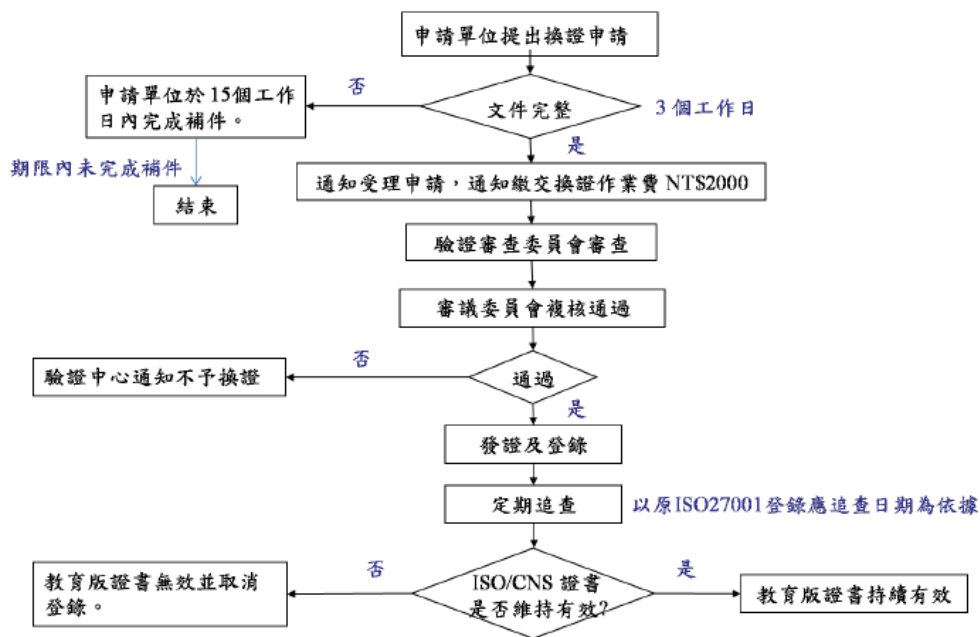 申請單位提出換證申請
否
申請單位於 15個工作
日內完成補件。
文件完整
3 個工作日
是
期限內未完成補件
通知受理申請，通知繳交換證作業費 NT$2000
結束
驗證審查委員會審查
審議委員會複核通過
否
驗證中心通知不予換證
通過
是
發證及登錄
定期追查
以原ISO27001登錄應追查日期為依據
教育版證書無效並取消
登錄。
否
ISO/CNS 證書
是否維持有效?
是
教育版證書持續有效